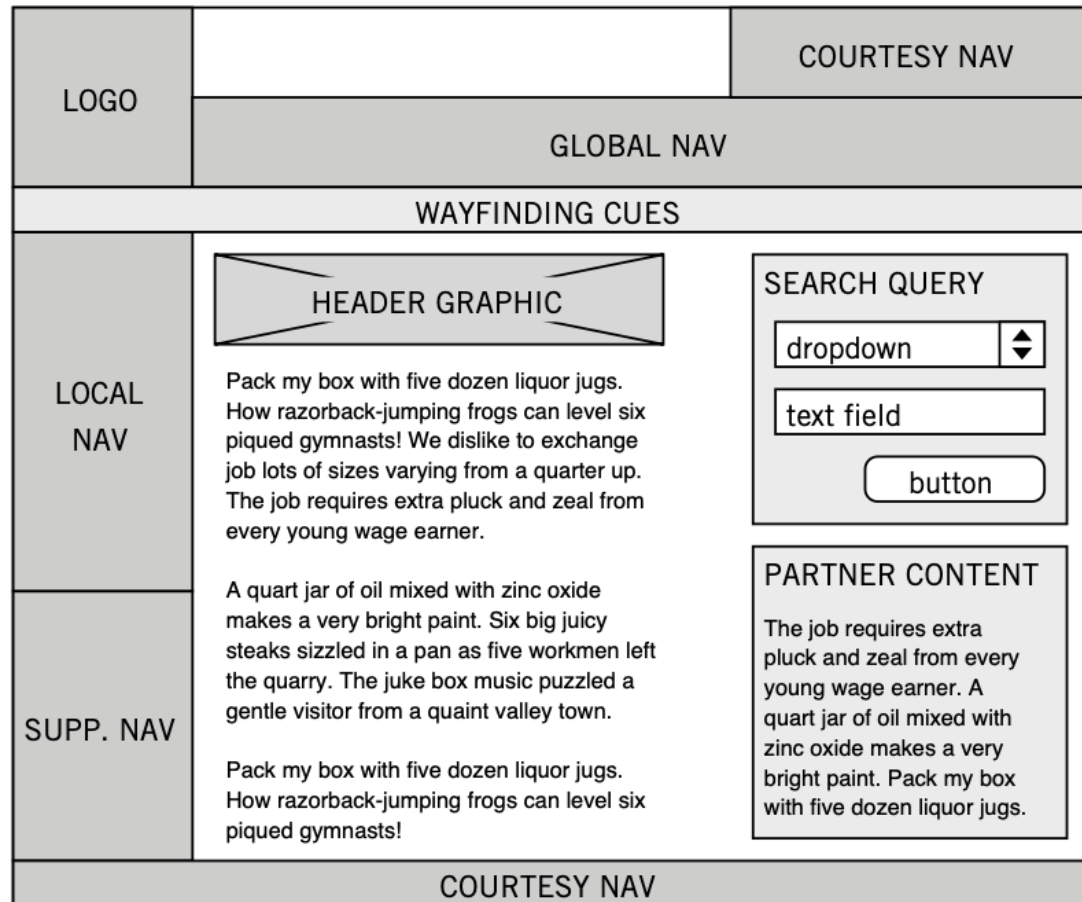 LOGO
COURTESY NAV
GLOBAL NAV
WAYFINDING CUES
LOCAL
NAV
SUPP. NAV
HEADER GRAPHIC
Pack my box with five dozen liquor jugs.
How razorback-jumping frogs can level six
piqued gymnasts! We dislike to exchange
job lots of sizes varying from a quarter up.
The job requires extra pluck and zeal from
every young wage earner.
A quart jar of oil mixed with zinc oxide
makes a very bright paint. Six big juicy
steaks sizzled in a pan as five workmen left
the quarry. The juke box music puzzled a
gentle visitor from a quaint valley town.
Pack my box with five dozen liquor jugs.
How razorback-jumping frogs can level six
piqued gymnasts!
SEARCH QUERY
dropdown
text field
button
PARTNER CONTENT
The job requires extra
pluck and zeal from every
young wage earner. A
quart jar of oil mixed with
zinc oxide makes a very
bright paint. Pack my box
with five dozen liquor jugs.
COURTESY NAV